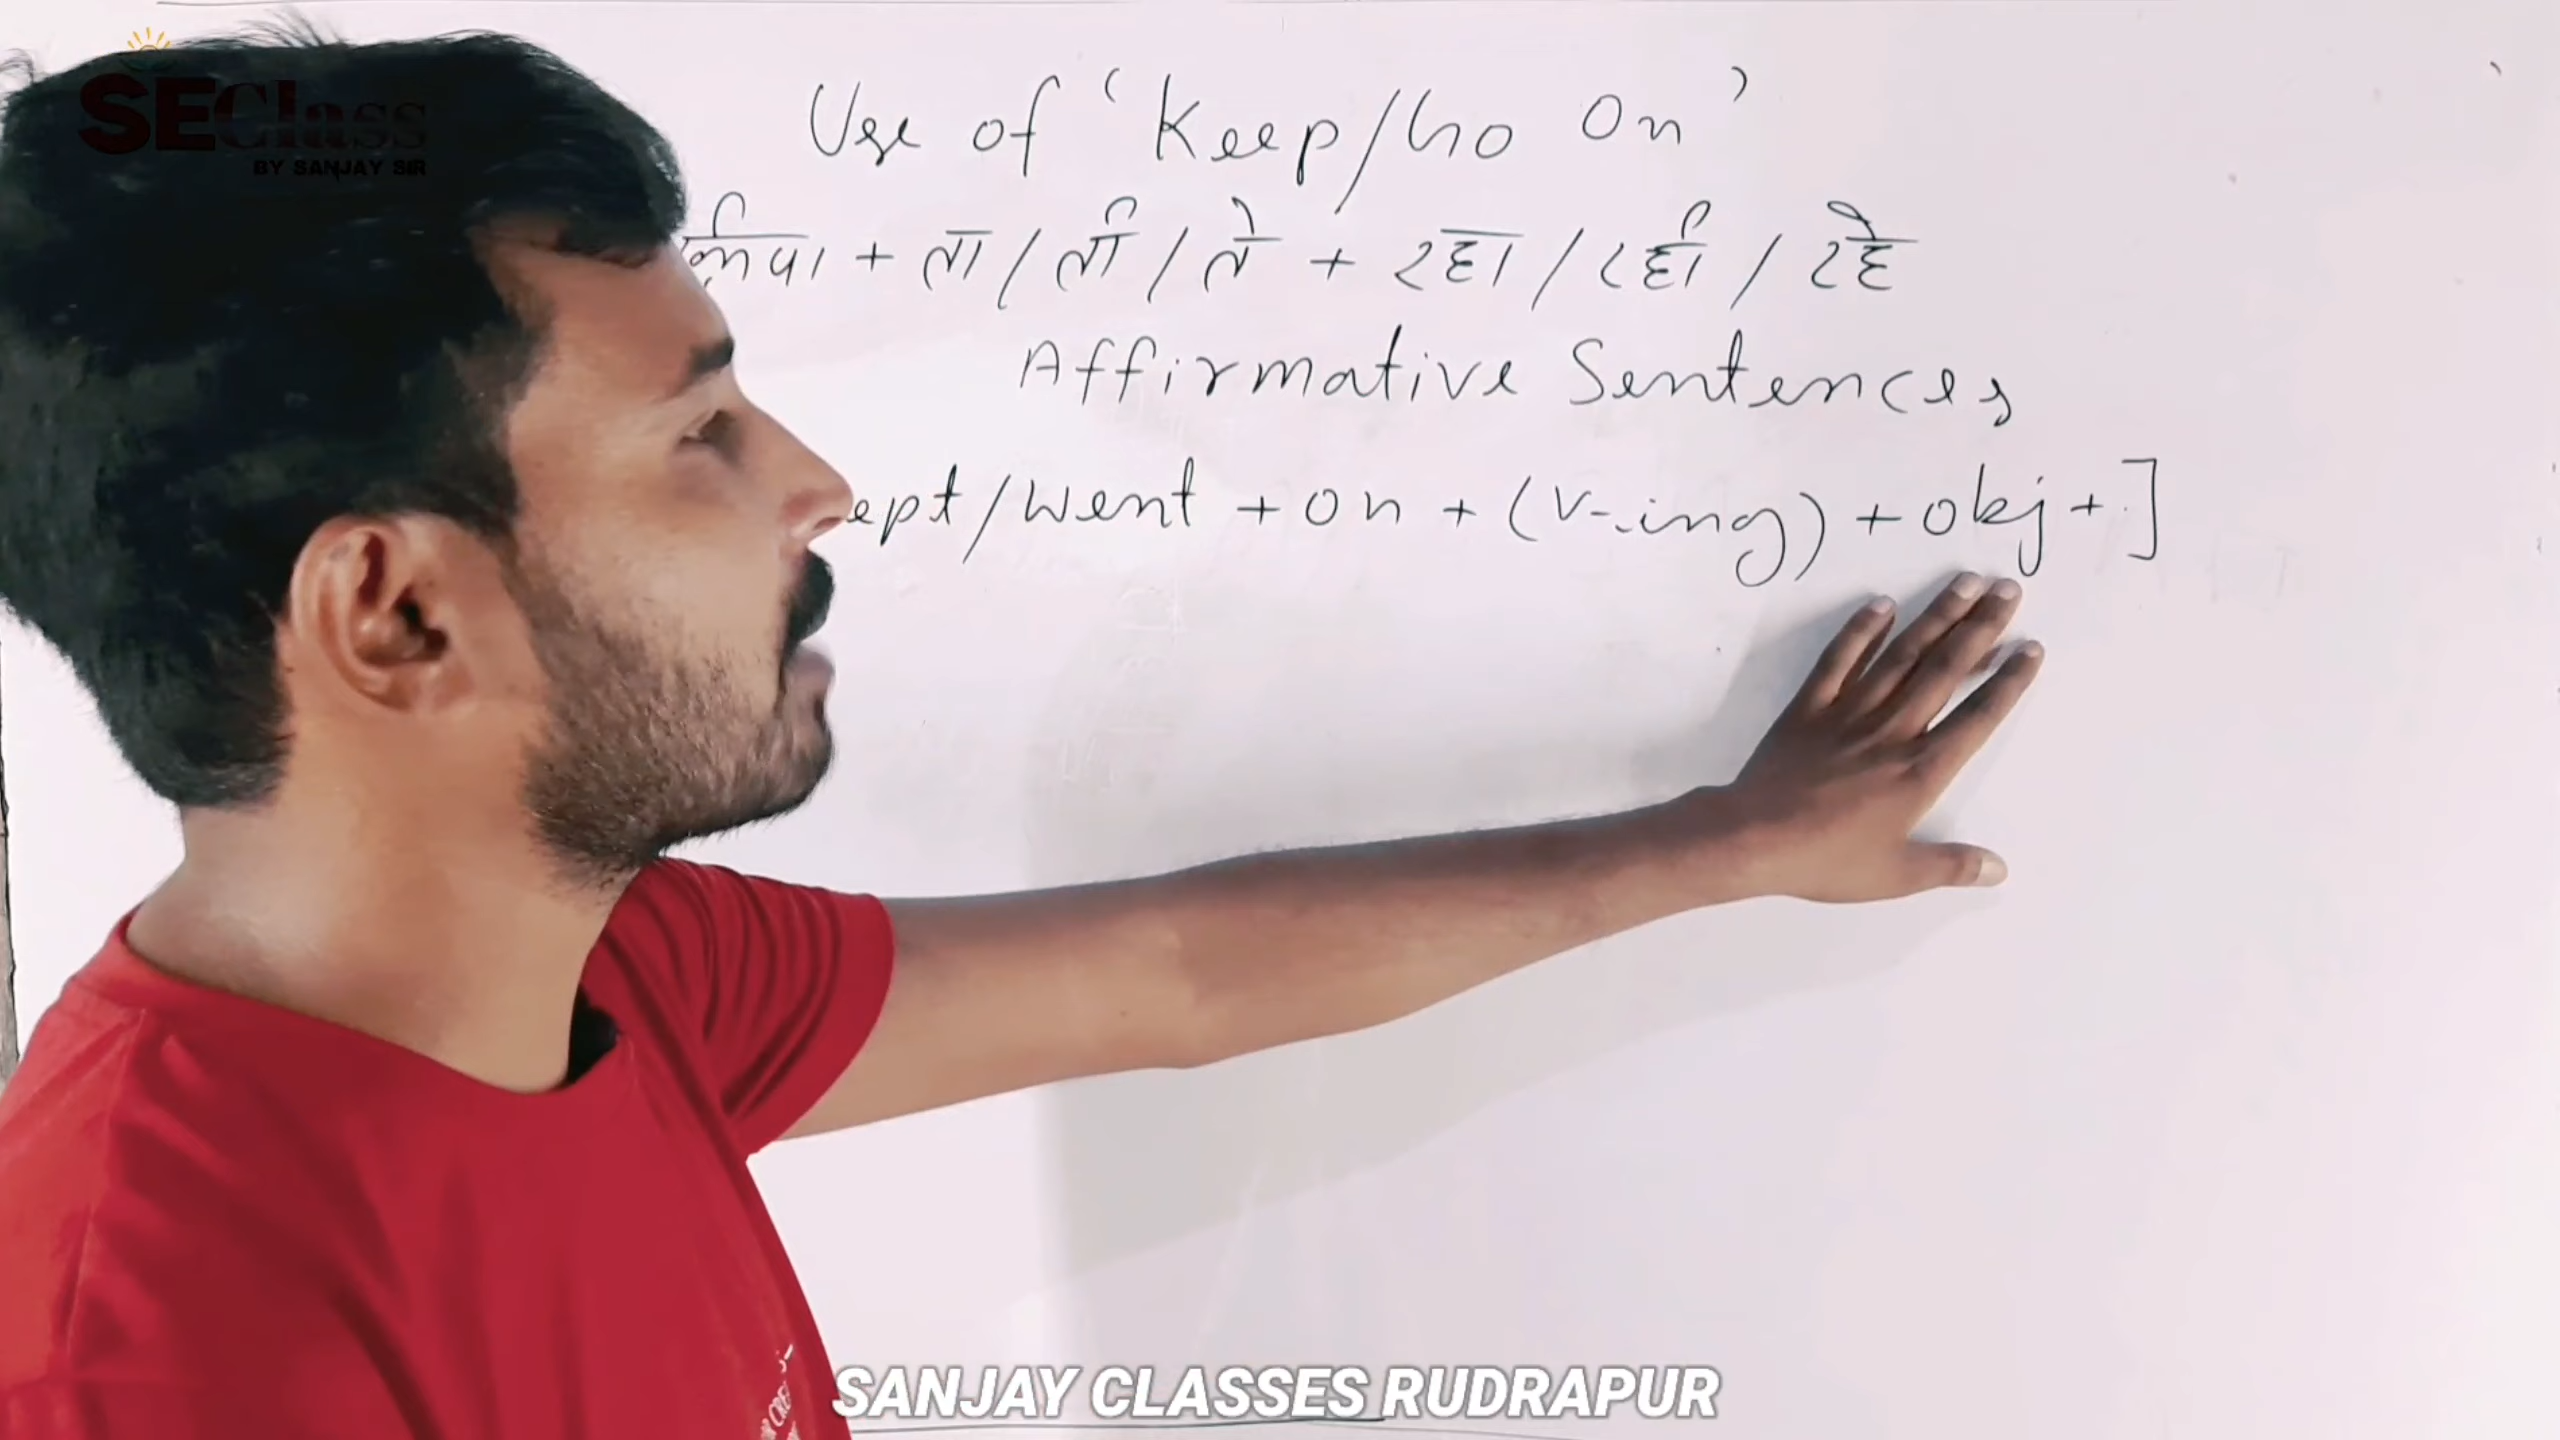 SEClass
BY SANJAY SIR
Use of 'Keep/Go On'
क्रिया + ता/ती/ते + रहा/रही/रहे
Affirmative Sentences
ept/went + on + (v-ing) + obj + .]
SANJAY CLASSES RUDRAPUR